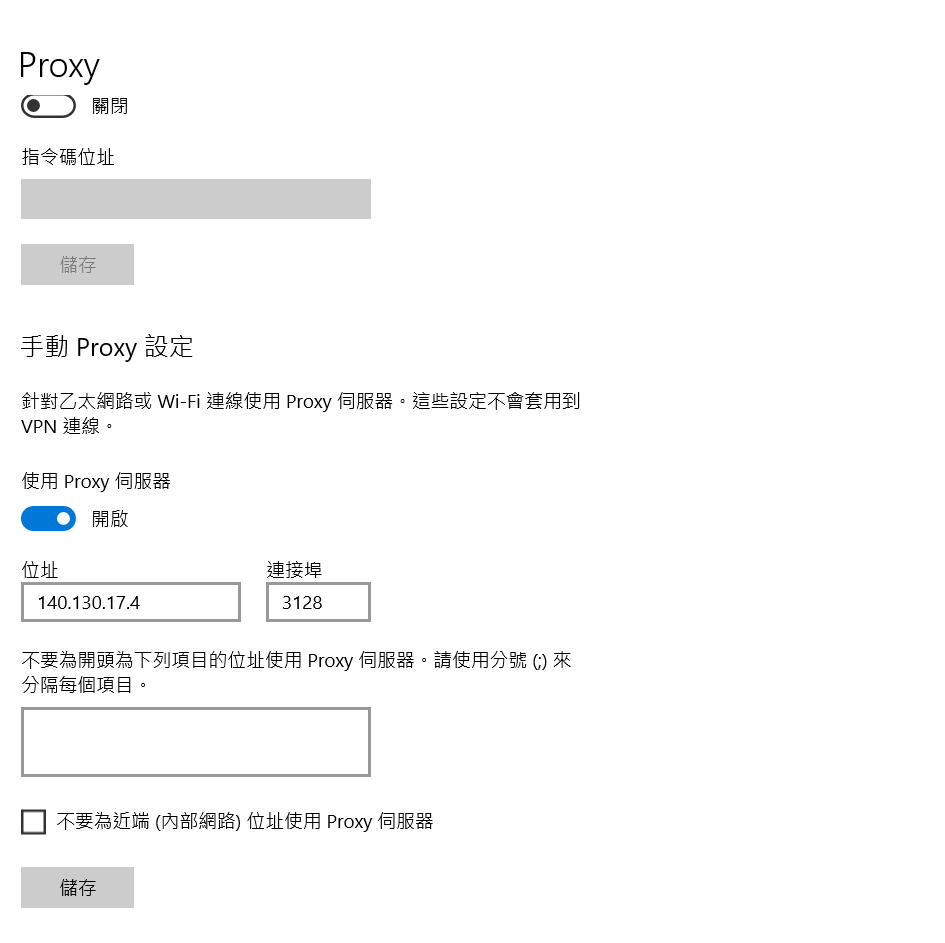 Proxy
關閉
指令碼位址
儲存
手動 Proxy 設定
針對乙太網路或 Wi-Fi 連線使用 Proxy 伺服器。這些設定不會套用到
VPN 連線。
使用 Proxy 伺服器
開啟
位址 連接埠
140.130.17.4 3128
不要為開頭為下列項目的位址使用 Proxy 伺服器。請使用分號 (;) 來
分隔每個項目。
不要為近端 (內部網路) 位址使用 Proxy 伺服器
儲存